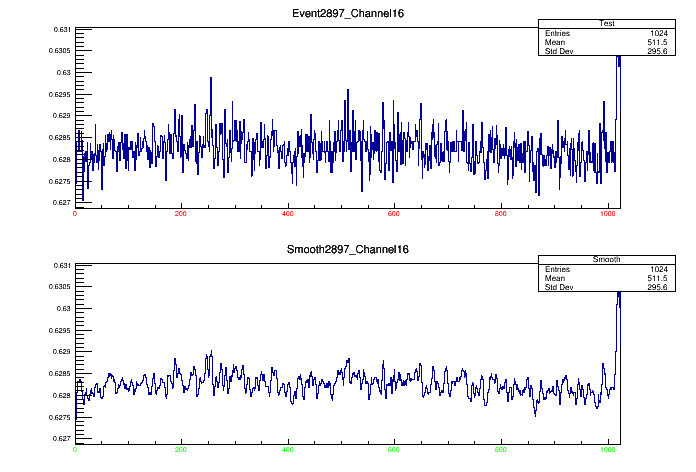 Event2897_Channel16
Test
Entries 1024
Mean 511.5
Std Dev 295.6
0.631
0.6305
0.63
0.6295
0.629
0.6285
0.628
0.6275
0.627
0 200 400 600 800 1000
Smooth2897_Channel16
Smooth
Entries 1024
Mean 511.5
Std Dev 295.6
0.631
0.6305
0.63
0.6295
0.629
0.6285
0.628
0.6275
0.627
0 200 400 600 800 1000